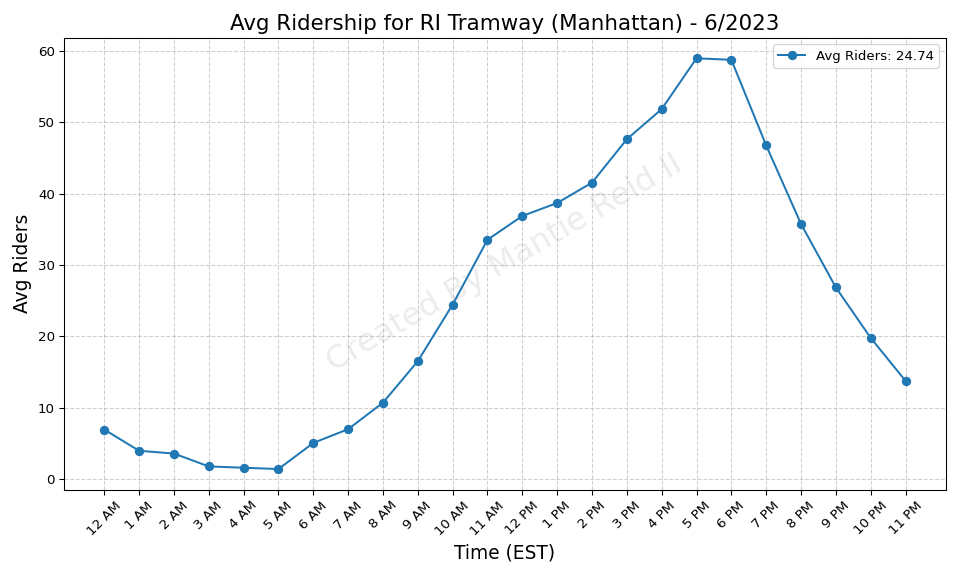 Avg Ridership for RI Tramway (Manhattan) - 6/2023
Avg Riders: 24.74
60
50
40
30
20
10
0
Avg Riders
Created By Mantie Reid II
12 AM
1 AM
2 AM
3 AM
4 AM
5 AM
6 AM
7 AM
8 AM
9 AM
10 AM
11 AM
12 PM
1 PM
2 PM
3 PM
4 PM
5 PM
6 PM
7 PM
8 PM
9 PM
10 PM
11 PM
Time (EST)